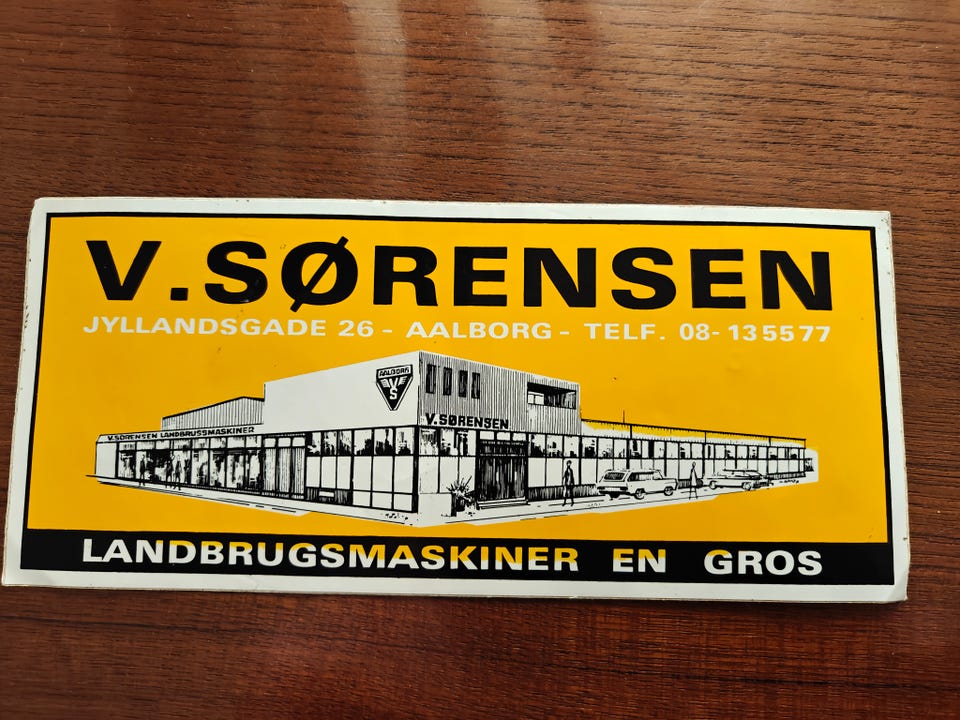 V.SØRENSEN
JYLLANDSGADE 26 - AALBORG - TELF. 08-135577
AALBORG
VS
V.SØRENSEN
V.SØRENSEN LANDBRUGSMASKINER
LANDBRUGSMASKINER EN GROS